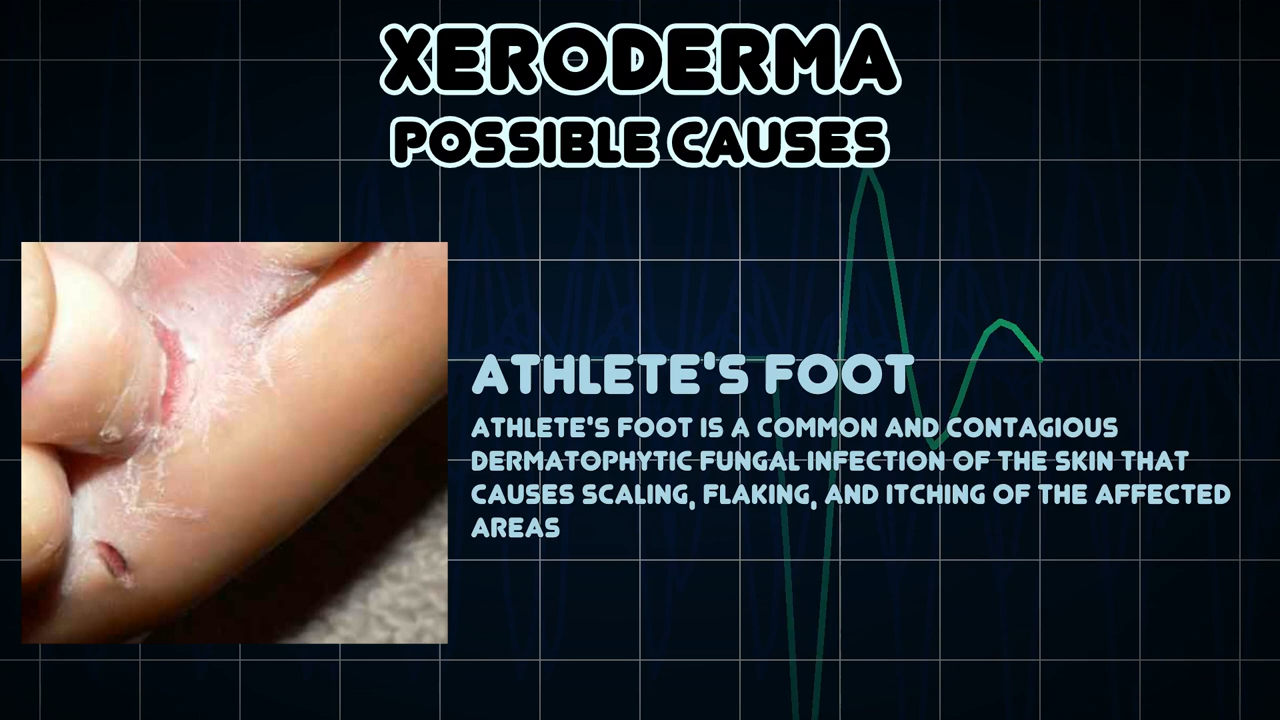 XERODERMA
POSSIBLE CAUSES
ATHLETE'S FOOT
ATHLETE'S FOOT IS A COMMON AND CONTAGIOUS
DERMATOPHYTIC FUNGAL INFECTION OF THE SKIN THAT
CAUSES SCALING, FLAKING, AND ITCHING OF THE AFFECTED
AREAS